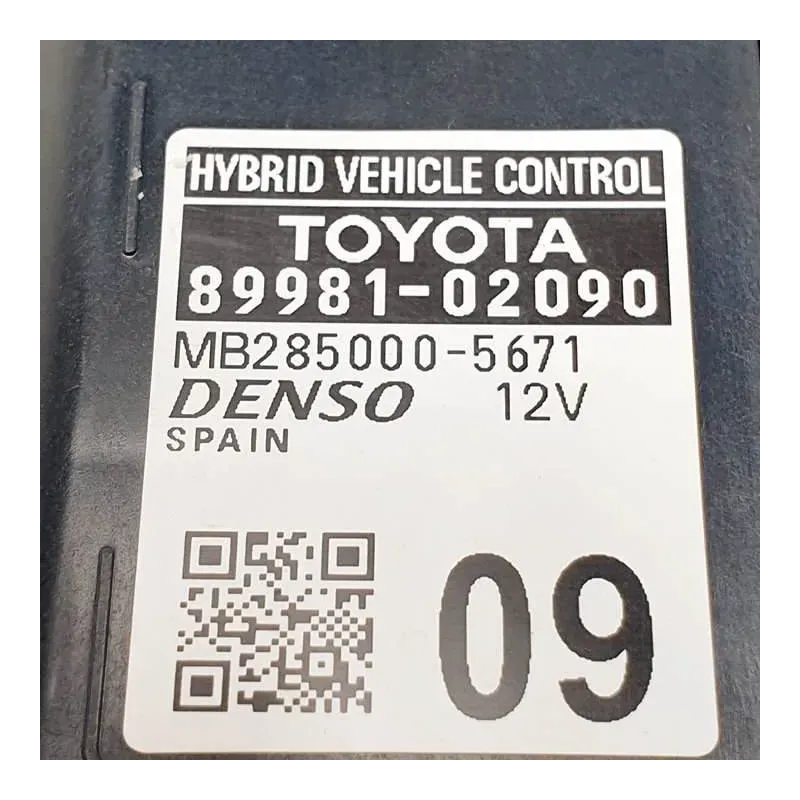 HYBRID VEHICLE CONTROL
TOYOTA
89981-02090
MB285000-5671
DENSO 12V
SPAIN
09